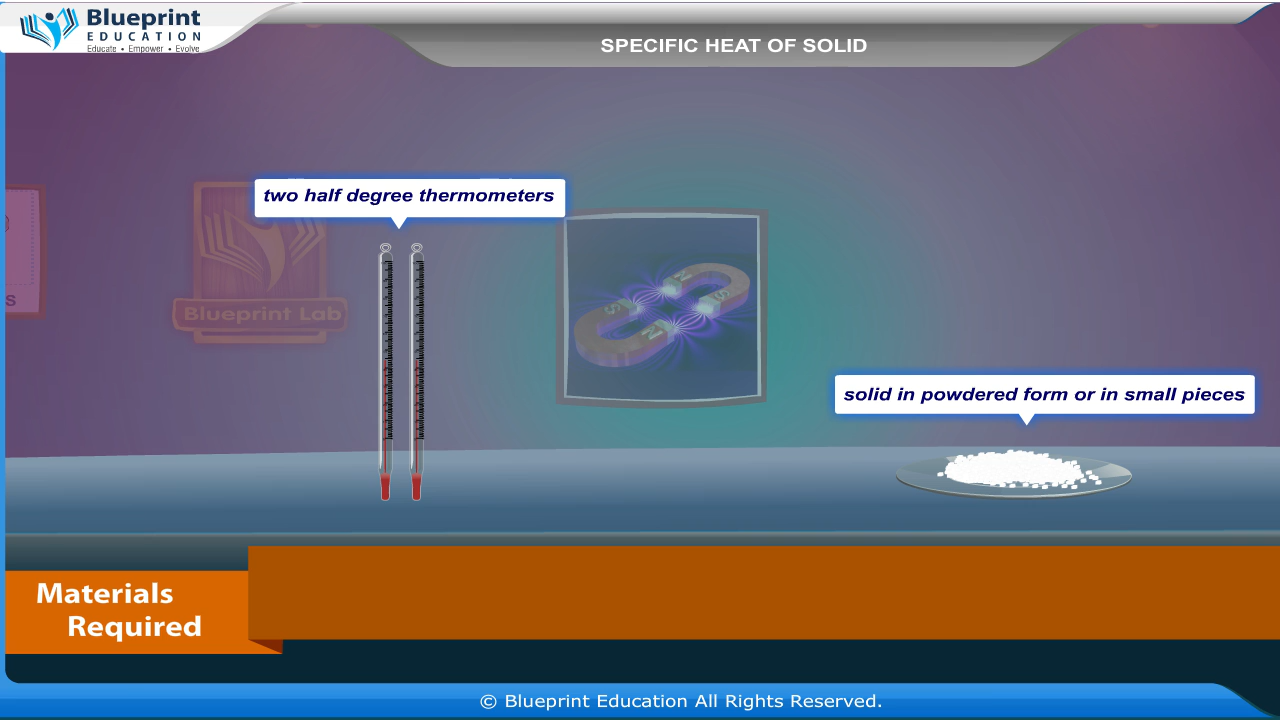 Blueprint
EDUCATION
Educate • Empower • Evolve
SPECIFIC HEAT OF SOLID
two half degree thermometers
S
Blueprint Lab
S
N
S
N
solid in powdered form or in small pieces
Materials
Required
© Blueprint Education All Rights Reserved.